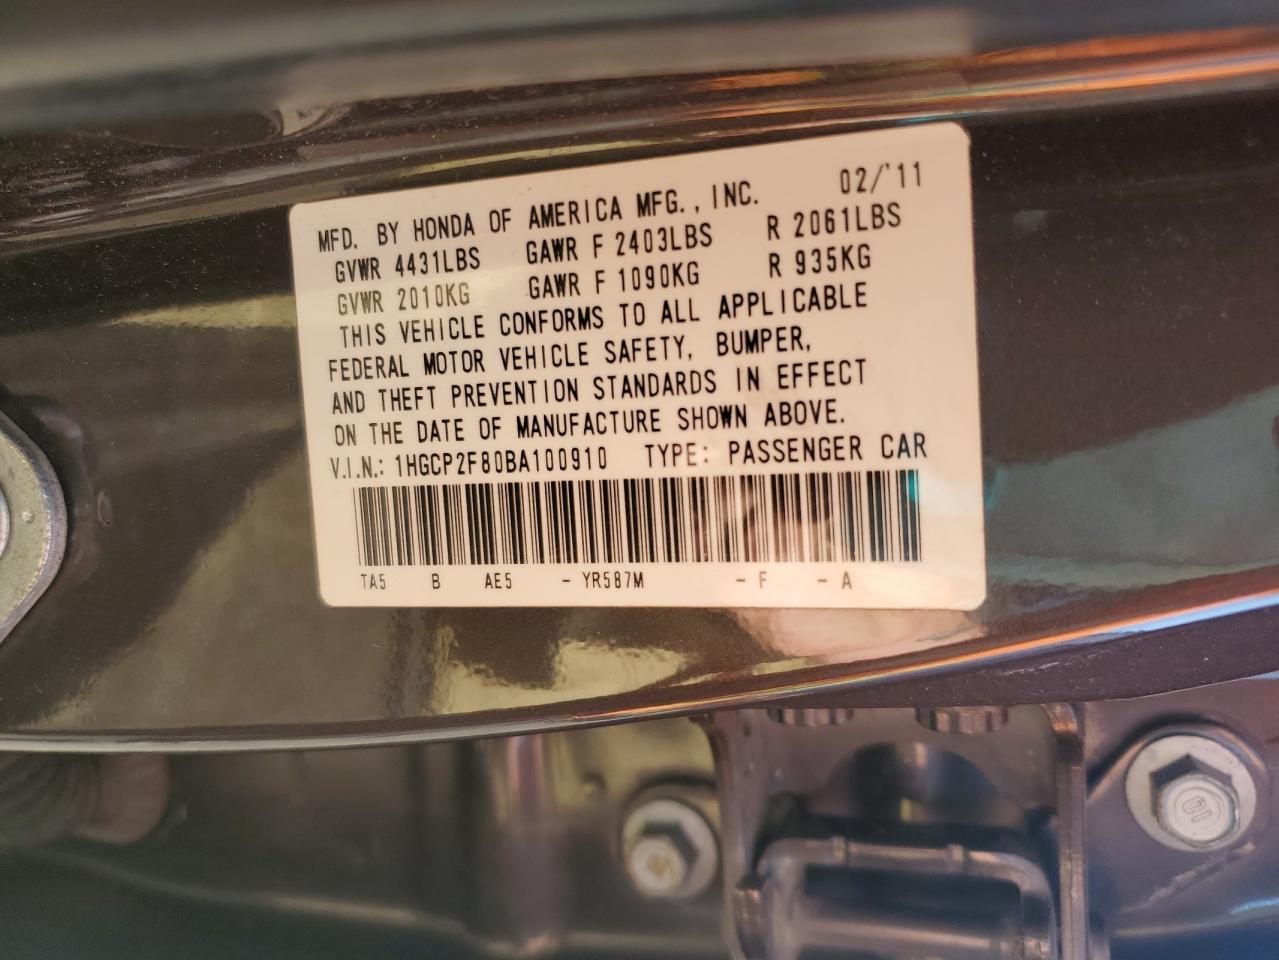 MFD. BY HONDA OF AMERICA MFG., INC. 02/'11
GVWR 4431LBS GAWR F 2403LBS R 2061LBS
GVWR 2010KG GAWR F 1090KG R 935KG
THIS VEHICLE CONFORMS TO ALL APPLICABLE
FEDERAL MOTOR VEHICLE SAFETY, BUMPER,
AND THEFT PREVENTION STANDARDS IN EFFECT
ON THE DATE OF MANUFACTURE SHOWN ABOVE.
V.I.N.: 1HGCP2F80BA100910 TYPE: PASSENGER CAR
TA5 B AE5 -YR587M -F -A